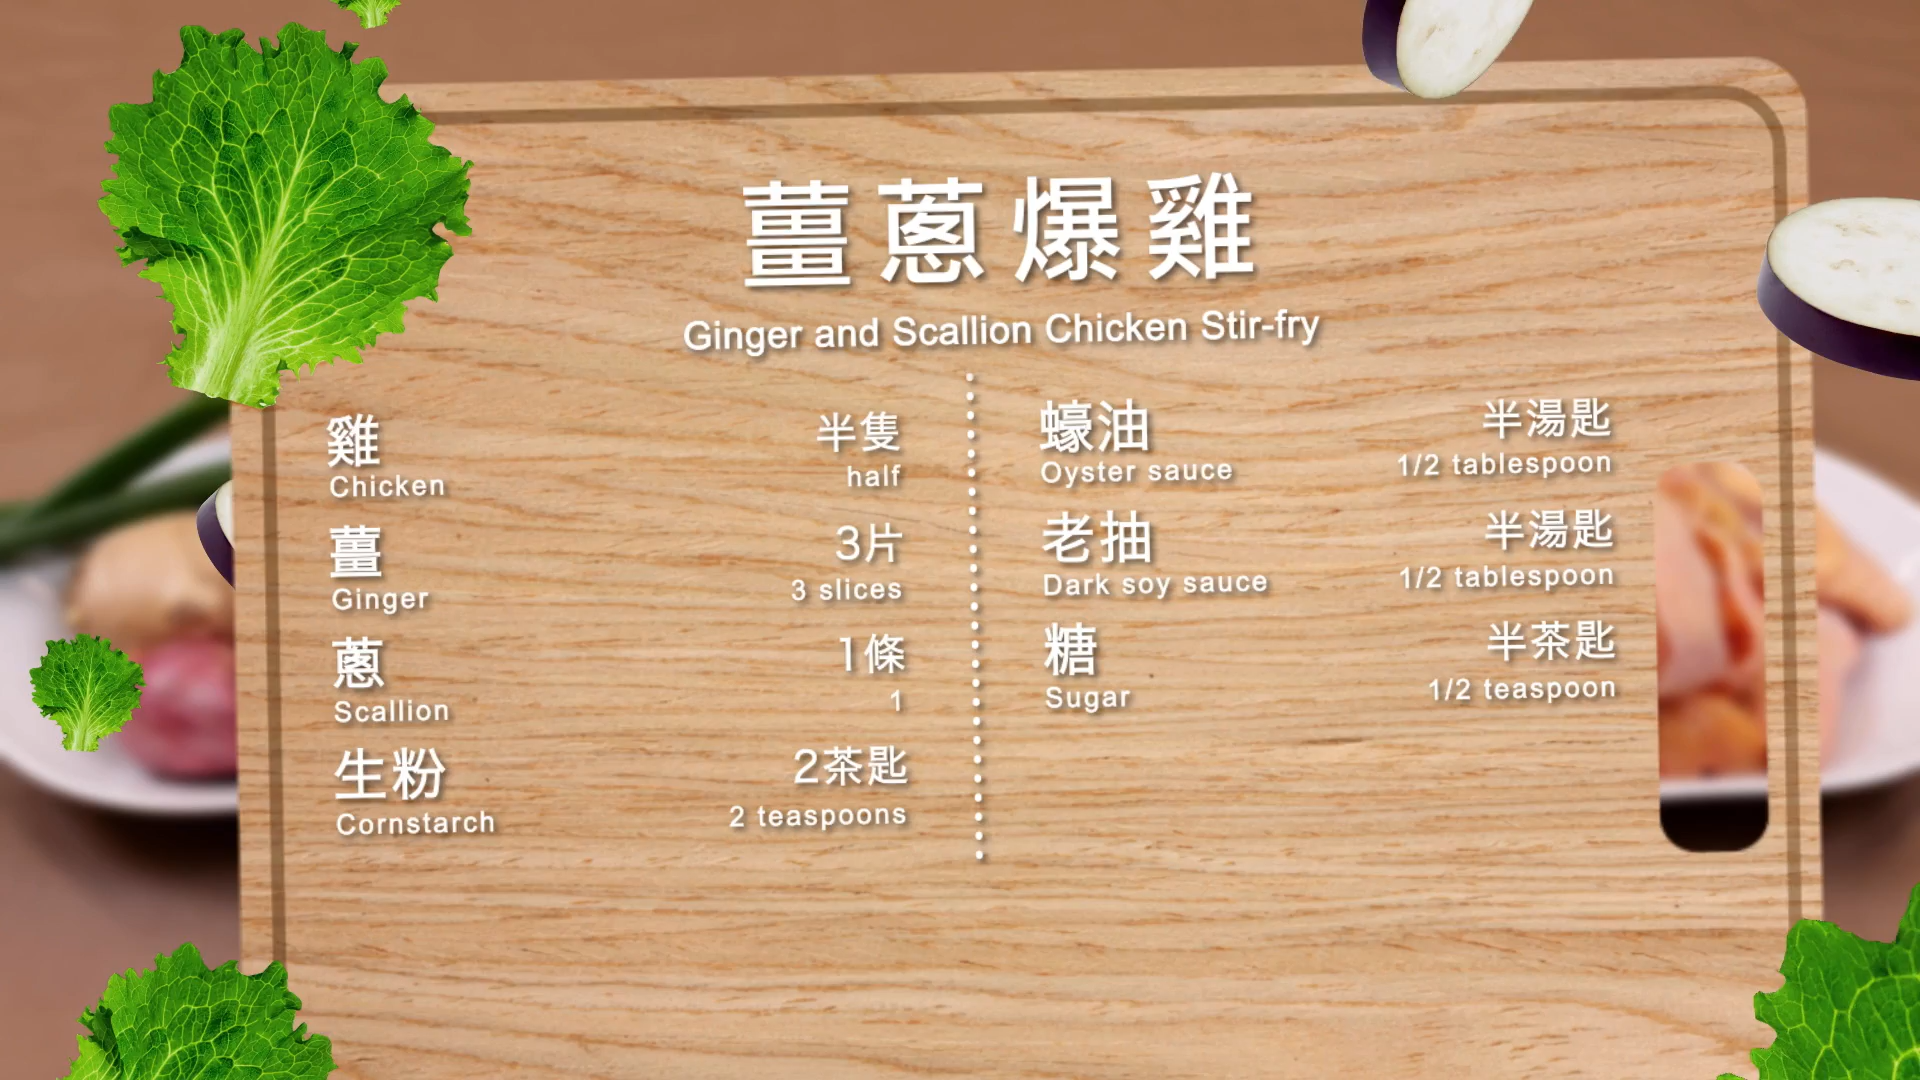 薑蔥爆雞
Ginger and Scallion Chicken Stir-fry
雞 半隻
Chicken half
薑 3片
Ginger 3 slices
蔥 1條
Scallion 1
生粉 2茶匙
Cornstarch 2 teaspoons
蠔油 半湯匙
Oyster sauce 1/2 tablespoon
老抽 半湯匙
Dark soy sauce 1/2 tablespoon
糖 半茶匙
Sugar 1/2 teaspoon